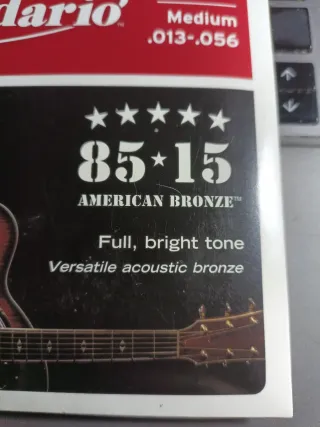 dario
Medium
.013-.056
85★15
AMERICAN BRONZE™
Full, bright tone
Versatile acoustic bronze